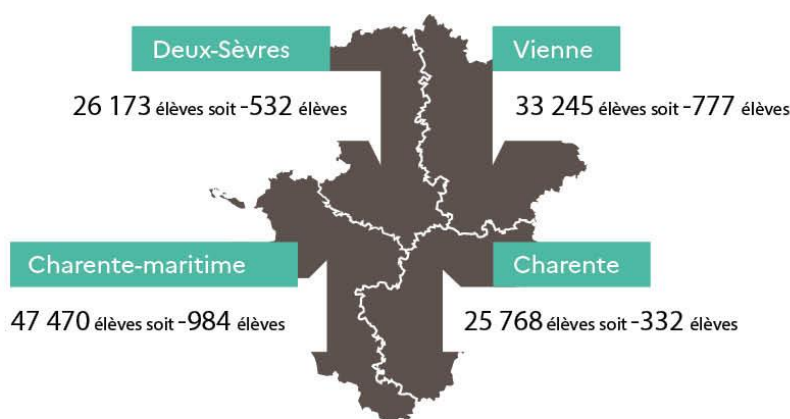 Deux-Sèvres
26 173 élèves soit -532 élèves
Vienne
33 245 élèves soit -777 élèves
Charente-maritime
47 470 élèves soit -984 élèves
Charente
25 768 élèves soit -332 élèves